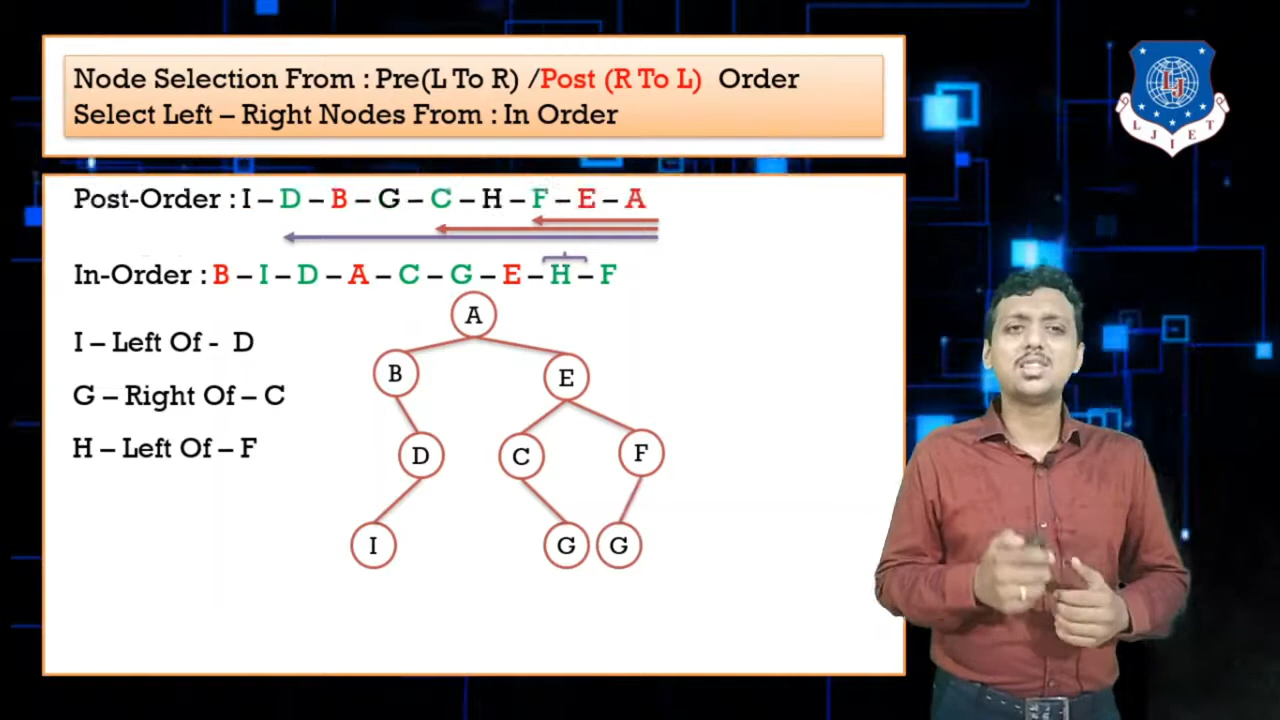 Node Selection From : Pre(L To R) /Post (R To L) Order
Select Left – Right Nodes From : In Order
L J I E T
Post-Order : I – D – B – G – C – H – F – E – A
In-Order : B – I – D – A – C – G – E – H – F
A
I – Left Of - D
B
E
G – Right Of – C
H – Left Of – F
D
C
F
I
G
G